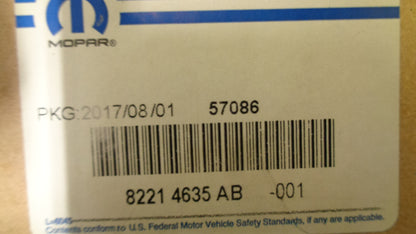 MOPAR®
PKG:2017/08/01 57086
8221 4635 AB -001
L-4645
Contents conform to U.S. Federal Motor Vehicle Safety Standards, if any are applicable.